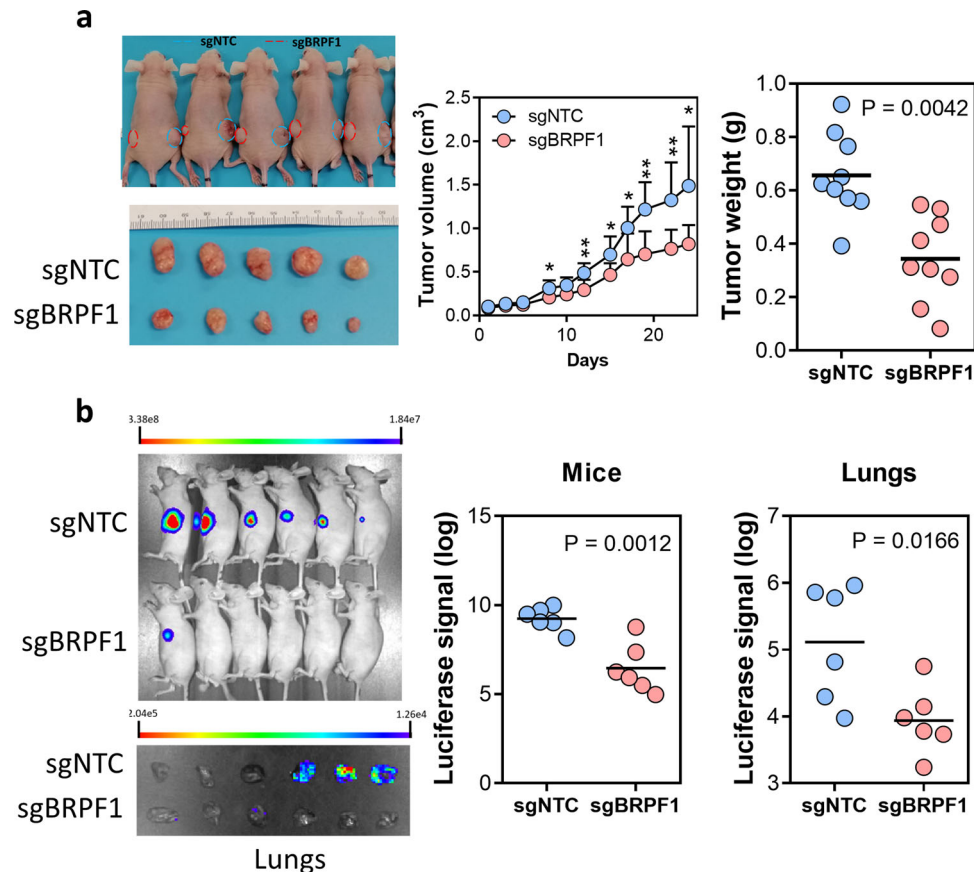 a
sgNTC sgBRPF1
sgNTC
sgBRPF1
Tumor volume (cm³)
2.5
2.0
1.5
1.0
0.5
0.0
0 10 20
Days
sgNTC
sgBRPF1
* ** * * ** ** *
Tumor weight (g)
1.0
0.8
0.6
0.4
0.2
0.0
P = 0.0042
sgNTC sgBRPF1
b
3.38e8 1.84e7
sgNTC
sgBRPF1
2.04e5 1.26e4
sgNTC
sgBRPF1
Lungs
Mice
Luciferase signal (log)
15
10
5
0
P = 0.0012
sgNTC sgBRPF1
Lungs
Luciferase signal (log)
7
6
5
4
3
P = 0.0166
sgNTC sgBRPF1